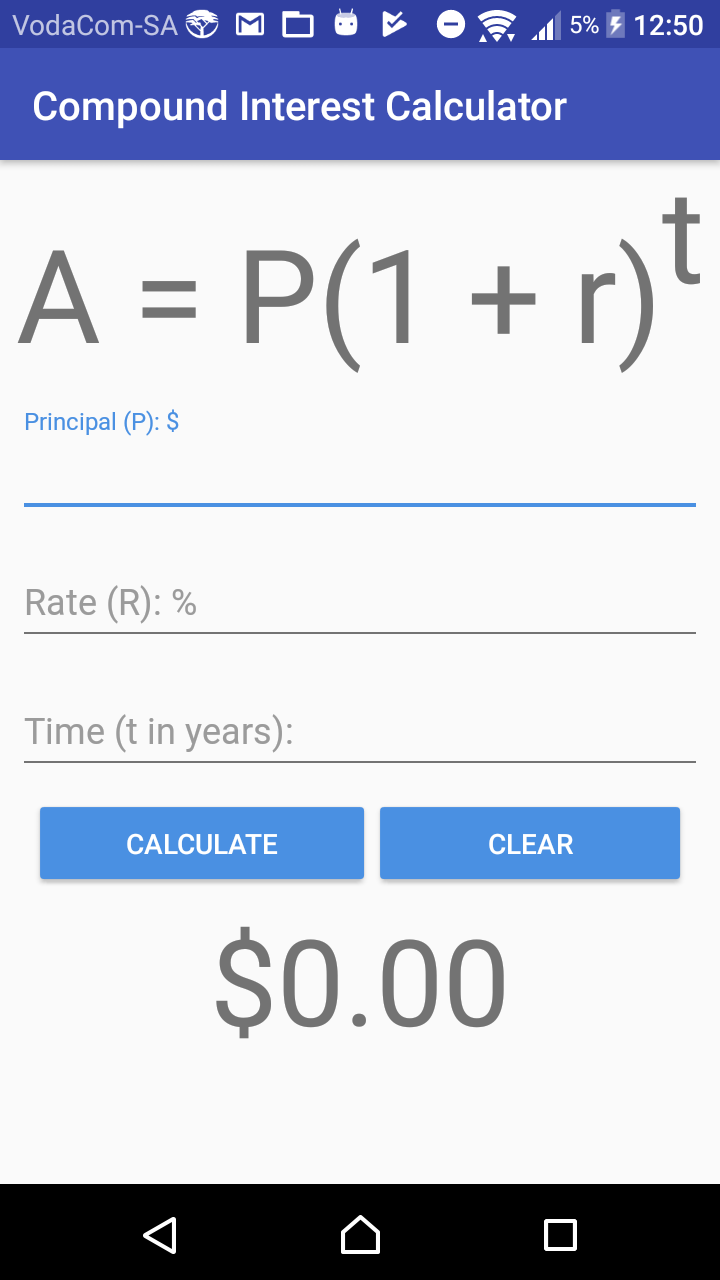 VodaCom-SA 5% 12:50
Compound Interest Calculator
A = P(1 + r)^t
Principal (P): $
Rate (R): %
Time (t in years):
CALCULATE CLEAR
$0.00